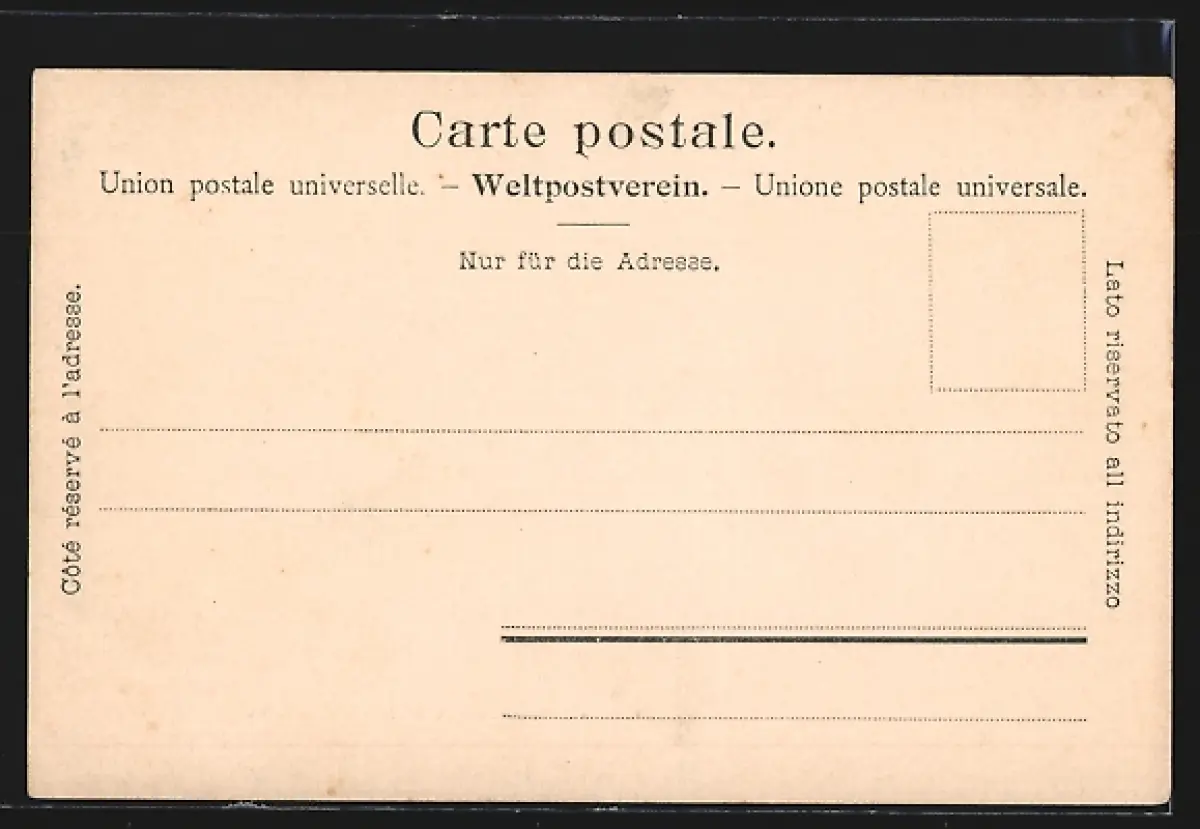 Carte postale.
Union postale universelle. – Weltpostverein. – Unione postale universale.
Nur für die Adresse.
Côté réservé à l'adresse.
Lato riservato all indirizzo